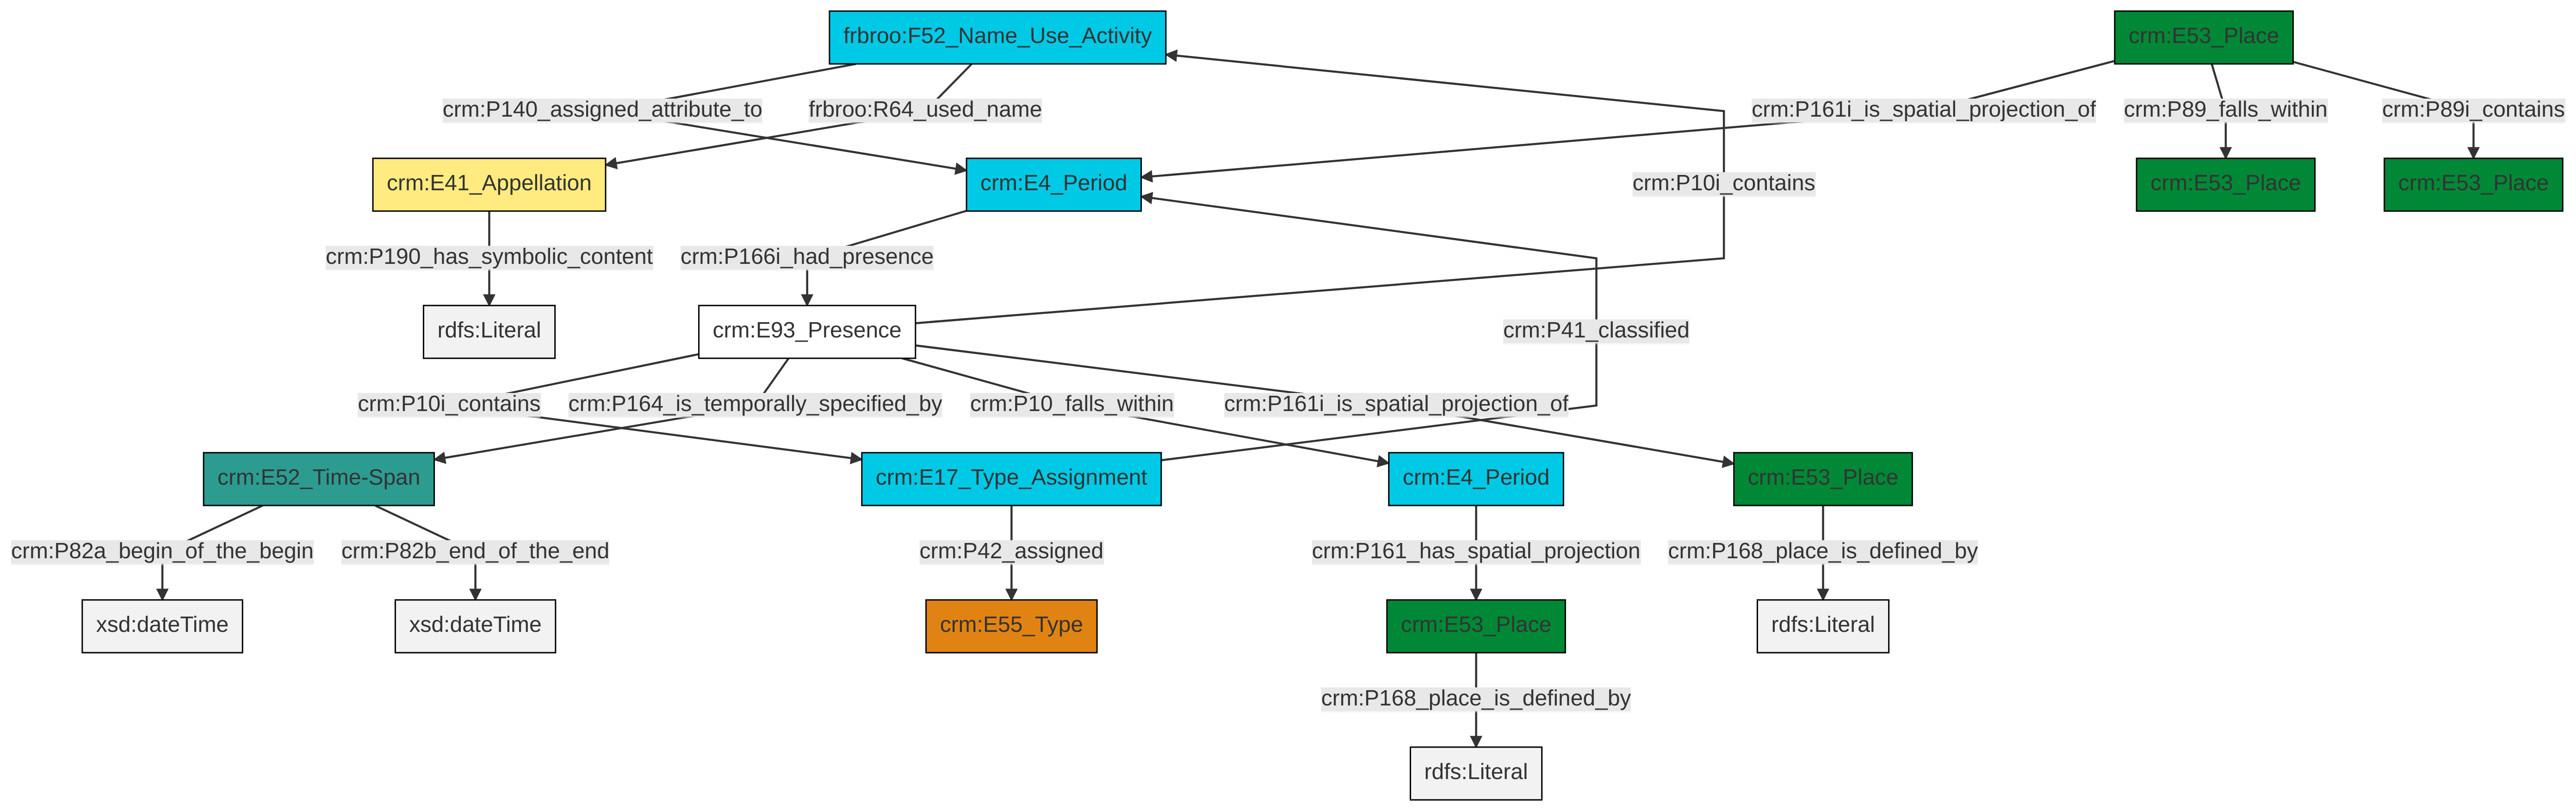 frbroo:F52_Name_Use_Activity
crm:E53_Place
crm:P140_assigned_attribute_to
frbroo:R64_used_name
crm:P161i_is_spatial_projection_of
crm:P89_falls_within
crm:P89i_contains
crm:E41_Appellation
crm:E4_Period
crm:P10i_contains
crm:E53_Place
crm:E53_Place
crm:P190_has_symbolic_content
crm:P166i_had_presence
rdfs:Literal
crm:E93_Presence
crm:P41_classified
crm:P10i_contains
crm:P164_is_temporally_specified_by
crm:P10_falls_within
crm:P161i_is_spatial_projection_of
crm:E52_Time-Span
crm:E17_Type_Assignment
crm:E4_Period
crm:E53_Place
crm:P82a_begin_of_the_begin
crm:P82b_end_of_the_end
crm:P42_assigned
crm:P161_has_spatial_projection
crm:P168_place_is_defined_by
xsd:dateTime
xsd:dateTime
crm:E55_Type
crm:E53_Place
rdfs:Literal
crm:P168_place_is_defined_by
rdfs:Literal